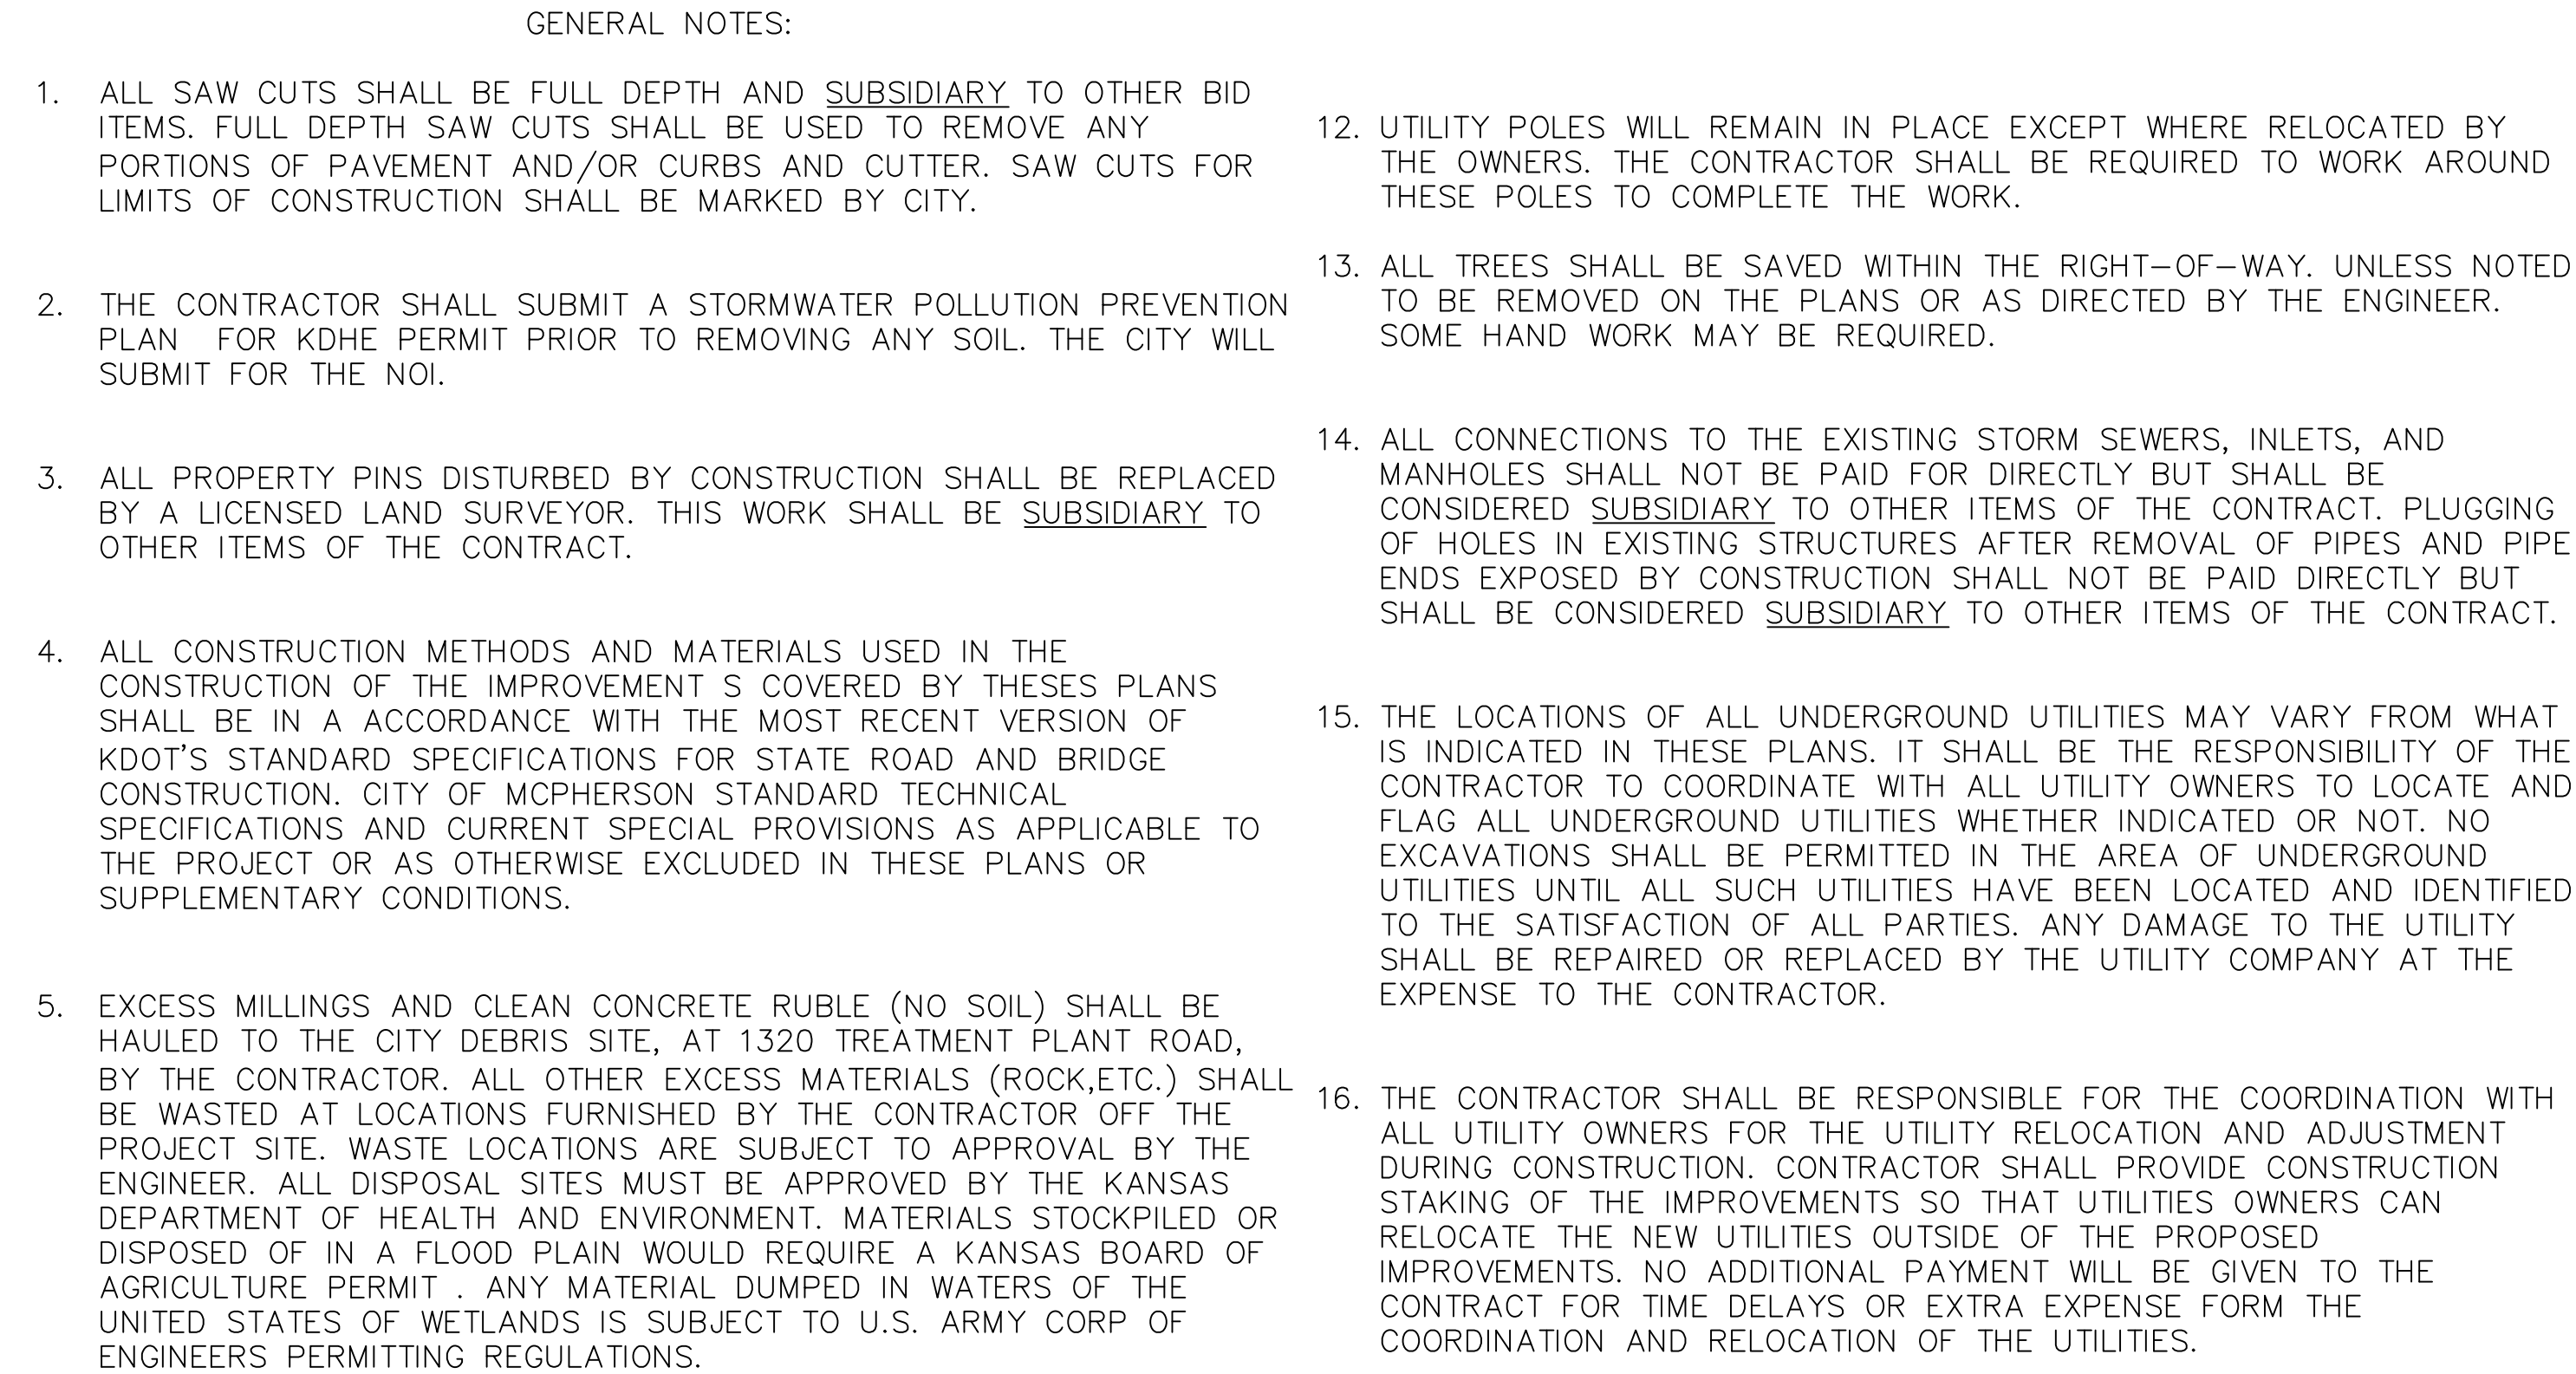 GENERAL NOTES:
1. ALL SAW CUTS SHALL BE FULL DEPTH AND SUBSIDIARY TO OTHER BID
ITEMS. FULL DEPTH SAW CUTS SHALL BE USED TO REMOVE ANY
PORTIONS OF PAVEMENT AND/OR CURBS AND CUTTER. SAW CUTS FOR
LIMITS OF CONSTRUCTION SHALL BE MARKED BY CITY.
2. THE CONTRACTOR SHALL SUBMIT A STORMWATER POLLUTION PREVENTION
PLAN FOR KDHE PERMIT PRIOR TO REMOVING ANY SOIL. THE CITY WILL
SUBMIT FOR THE NOI.
3. ALL PROPERTY PINS DISTURBED BY CONSTRUCTION SHALL BE REPLACED
BY A LICENSED LAND SURVEYOR. THIS WORK SHALL BE SUBSIDIARY TO
OTHER ITEMS OF THE CONTRACT.
4. ALL CONSTRUCTION METHODS AND MATERIALS USED IN THE
CONSTRUCTION OF THE IMPROVEMENT S COVERED BY THESES PLANS
SHALL BE IN A ACCORDANCE WITH THE MOST RECENT VERSION OF
KDOT'S STANDARD SPECIFICATIONS FOR STATE ROAD AND BRIDGE
CONSTRUCTION. CITY OF MCPHERSON STANDARD TECHNICAL
SPECIFICATIONS AND CURRENT SPECIAL PROVISIONS AS APPLICABLE TO
THE PROJECT OR AS OTHERWISE EXCLUDED IN THESE PLANS OR
SUPPLEMENTARY CONDITIONS.
5. EXCESS MILLINGS AND CLEAN CONCRETE RUBLE (NO SOIL) SHALL BE
HAULED TO THE CITY DEBRIS SITE, AT 1320 TREATMENT PLANT ROAD,
BY THE CONTRACTOR. ALL OTHER EXCESS MATERIALS (ROCK,ETC.) SHALL
BE WASTED AT LOCATIONS FURNISHED BY THE CONTRACTOR OFF THE
PROJECT SITE. WASTE LOCATIONS ARE SUBJECT TO APPROVAL BY THE
ENGINEER. ALL DISPOSAL SITES MUST BE APPROVED BY THE KANSAS
DEPARTMENT OF HEALTH AND ENVIRONMENT. MATERIALS STOCKPILED OR
DISPOSED OF IN A FLOOD PLAIN WOULD REQUIRE A KANSAS BOARD OF
AGRICULTURE PERMIT . ANY MATERIAL DUMPED IN WATERS OF THE
UNITED STATES OF WETLANDS IS SUBJECT TO U.S. ARMY CORP OF
ENGINEERS PERMITTING REGULATIONS.
12. UTILITY POLES WILL REMAIN IN PLACE EXCEPT WHERE RELOCATED BY
THE OWNERS. THE CONTRACTOR SHALL BE REQUIRED TO WORK AROUND
THESE POLES TO COMPLETE THE WORK.
13. ALL TREES SHALL BE SAVED WITHIN THE RIGHT-OF-WAY. UNLESS NOTED
TO BE REMOVED ON THE PLANS OR AS DIRECTED BY THE ENGINEER.
SOME HAND WORK MAY BE REQUIRED.
14. ALL CONNECTIONS TO THE EXISTING STORM SEWERS, INLETS, AND
MANHOLES SHALL NOT BE PAID FOR DIRECTLY BUT SHALL BE
CONSIDERED SUBSIDIARY TO OTHER ITEMS OF THE CONTRACT. PLUGGING
OF HOLES IN EXISTING STRUCTURES AFTER REMOVAL OF PIPES AND PIPE
ENDS EXPOSED BY CONSTRUCTION SHALL NOT BE PAID DIRECTLY BUT
SHALL BE CONSIDERED SUBSIDIARY TO OTHER ITEMS OF THE CONTRACT.
15. THE LOCATIONS OF ALL UNDERGROUND UTILITIES MAY VARY FROM WHAT
IS INDICATED IN THESE PLANS. IT SHALL BE THE RESPONSIBILITY OF THE
CONTRACTOR TO COORDINATE WITH ALL UTILITY OWNERS TO LOCATE AND
FLAG ALL UNDERGROUND UTILITIES WHETHER INDICATED OR NOT. NO
EXCAVATIONS SHALL BE PERMITTED IN THE AREA OF UNDERGROUND
UTILITIES UNTIL ALL SUCH UTILITIES HAVE BEEN LOCATED AND IDENTIFIED
TO THE SATISFACTION OF ALL PARTIES. ANY DAMAGE TO THE UTILITY
SHALL BE REPAIRED OR REPLACED BY THE UTILITY COMPANY AT THE
EXPENSE TO THE CONTRACTOR.
16. THE CONTRACTOR SHALL BE RESPONSIBLE FOR THE COORDINATION WITH
ALL UTILITY OWNERS FOR THE UTILITY RELOCATION AND ADJUSTMENT
DURING CONSTRUCTION. CONTRACTOR SHALL PROVIDE CONSTRUCTION
STAKING OF THE IMPROVEMENTS SO THAT UTILITIES OWNERS CAN
RELOCATE THE NEW UTILITIES OUTSIDE OF THE PROPOSED
IMPROVEMENTS. NO ADDITIONAL PAYMENT WILL BE GIVEN TO THE
CONTRACT FOR TIME DELAYS OR EXTRA EXPENSE FORM THE
COORDINATION AND RELOCATION OF THE UTILITIES.